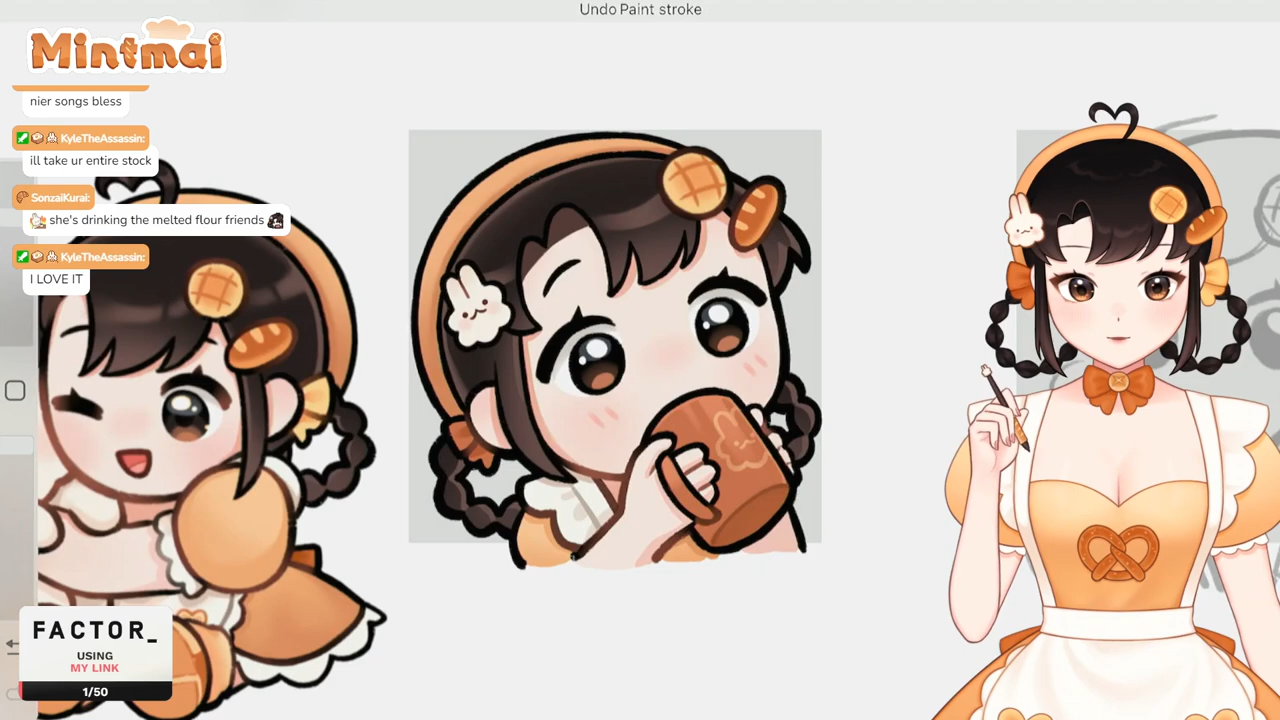 Undo Paint stroke
Mintmai
nier songs bless
KyleTheAssassin:
ill take ur entire stock
SonzaiKurai:
she's drinking the melted flour friends
KyleTheAssassin:
I LOVE IT
FACTOR_
USING
MY LINK
1/50